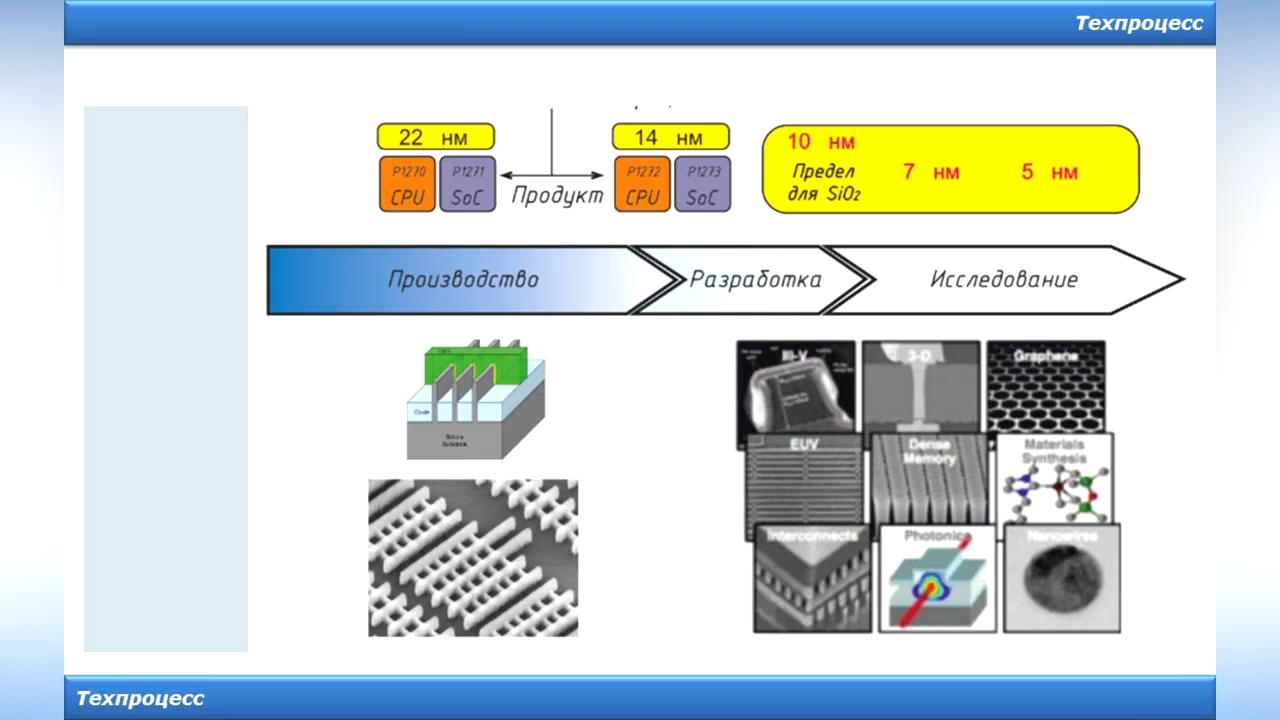 Техпроцесс
22 нм
14 нм
10 нм
P1270
P1271
P1272
P1273
Предел
7 нм
5 нм
CPU
SoC
Продукт
CPU
SoC
для SiO₂
Производство
Разработка
Исследование
III-V
3-D
Graphene
EUV
Dense
Memory
Materials
Synthesis
Interconnects
Photonics
Nanowires
Техпроцесс